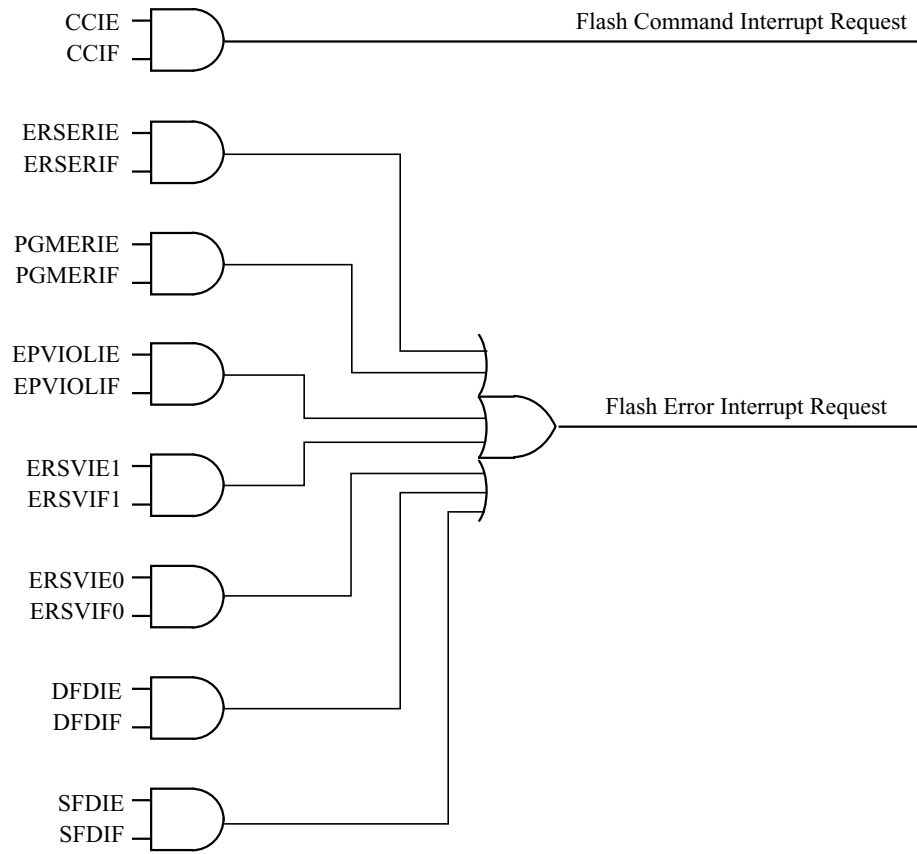 CCIE
CCIF
Flash Command Interrupt Request
ERSERIE
ERSERIF
PGMERIE
PGMERIF
EPVIOLIE
EPVIOLIF
Flash Error Interrupt Request
ERSVIE1
ERSVIF1
ERSVIE0
ERSVIF0
DFDIE
DFDIF
SFDIE
SFDIF